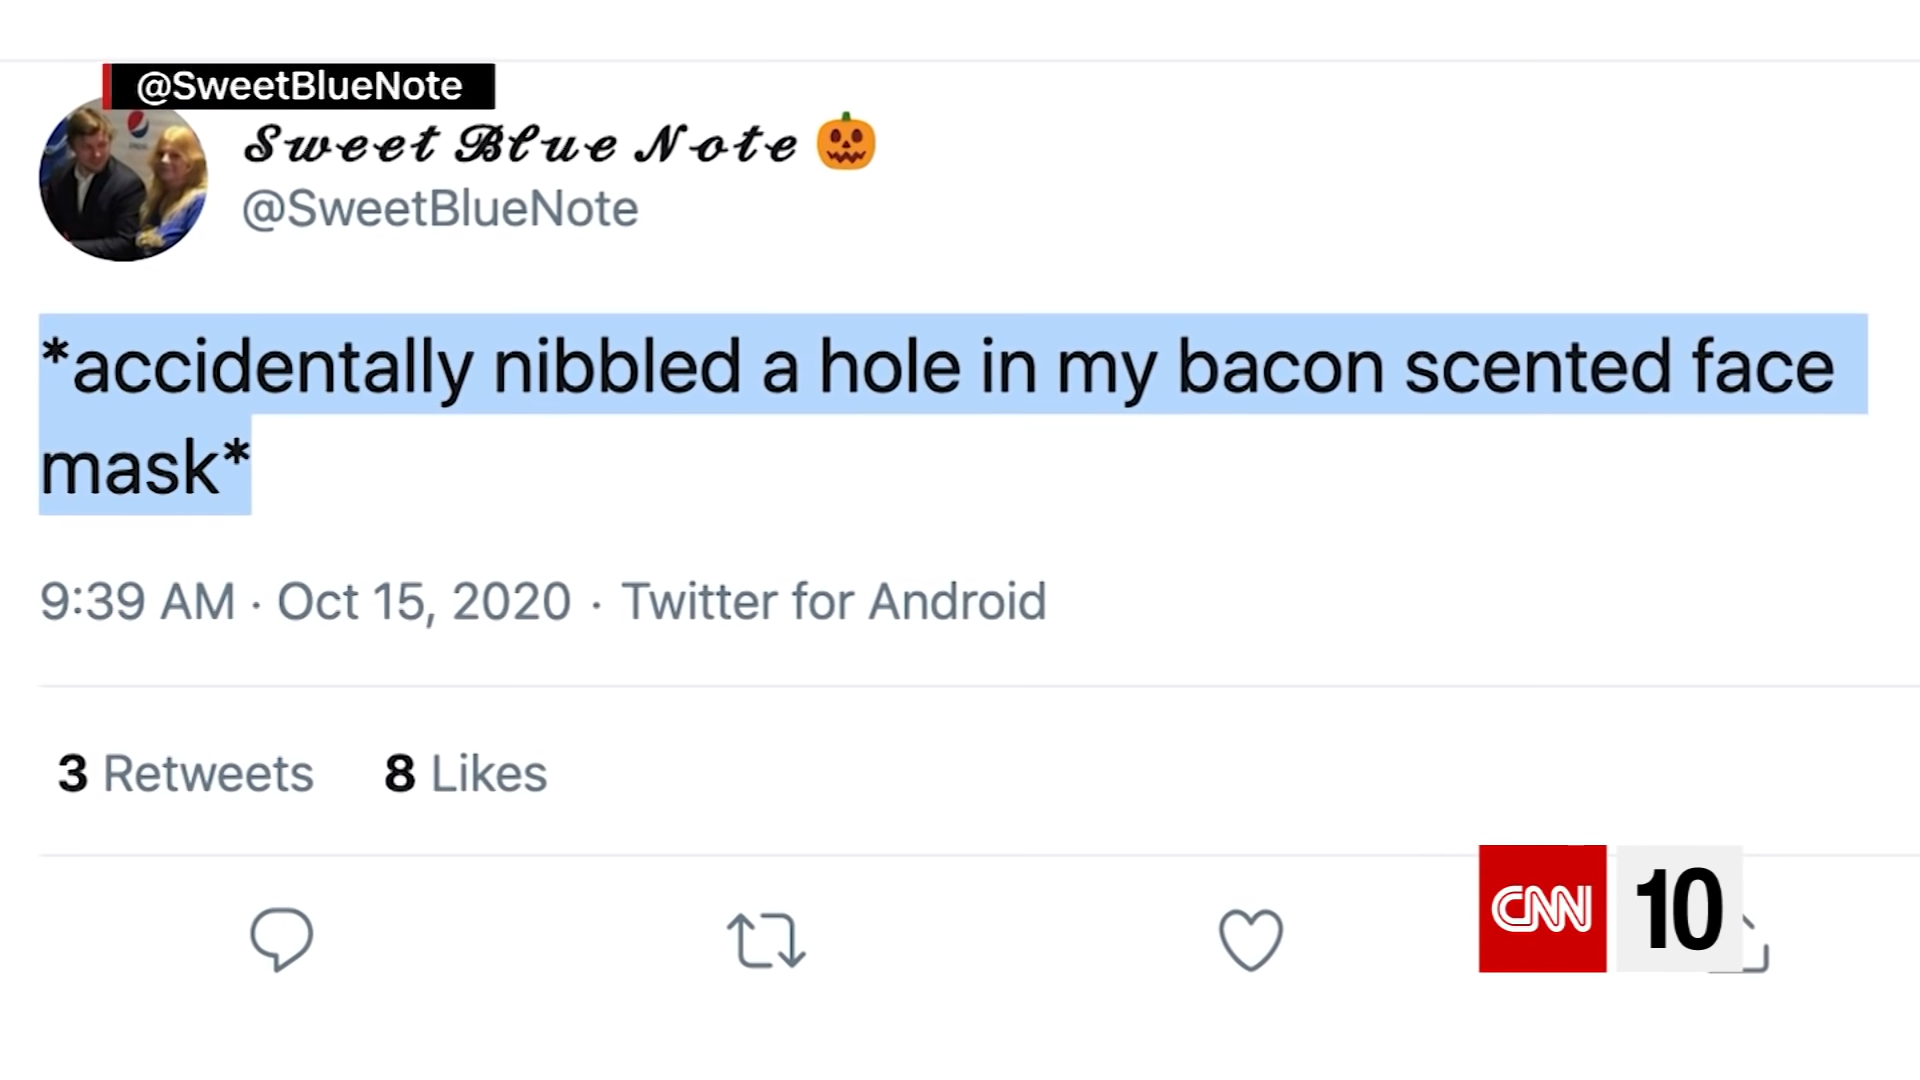 @SweetBlueNote
𝓢𝔀𝓮𝓮𝓽 𝓑𝓵𝓾𝓮 𝓝𝓸𝓽𝓮 🎃
@SweetBlueNote
*accidentally nibbled a hole in my bacon scented face
mask*
9:39 AM · Oct 15, 2020 · Twitter for Android
3 Retweets 8 Likes
CNN 10